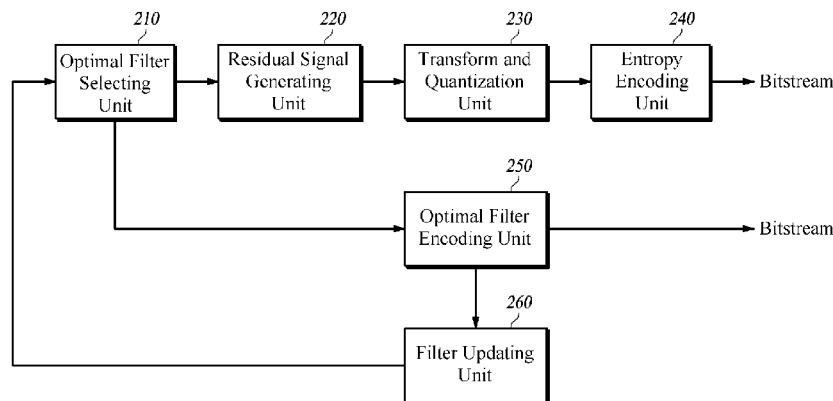 210
Optimal Filter
Selecting
Unit
220
Residual Signal
Generating
Unit
230
Transform and
Quantization
Unit
240
Entropy
Encoding
Unit
Bitstream
250
Optimal Filter
Encoding Unit
Bitstream
260
Filter Updating
Unit